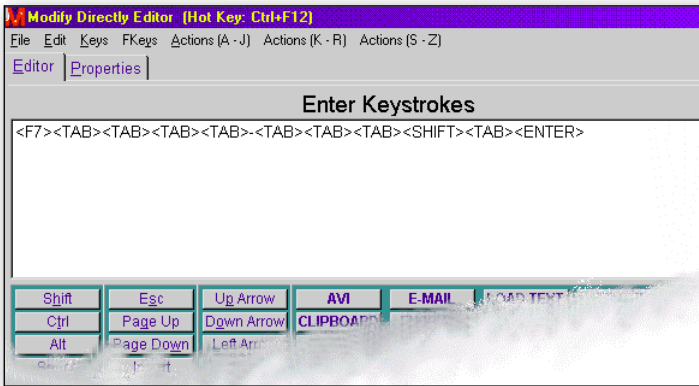 Modify Directly Editor (Hot Key: Ctrl+F12)
File Edit Keys FKeys Actions (A - J) Actions (K - R) Actions (S - Z)
Editor Properties
Enter Keystrokes
<F7><TAB><TAB><TAB><TAB>-<TAB><TAB><TAB><SHIFT><TAB><ENTER>
Shift Esc Up Arrow AVI E-MAIL LOAD TEXT
Ctrl Page Up Down Arrow CLIPBOARD
Alt Page Down Left Arrow